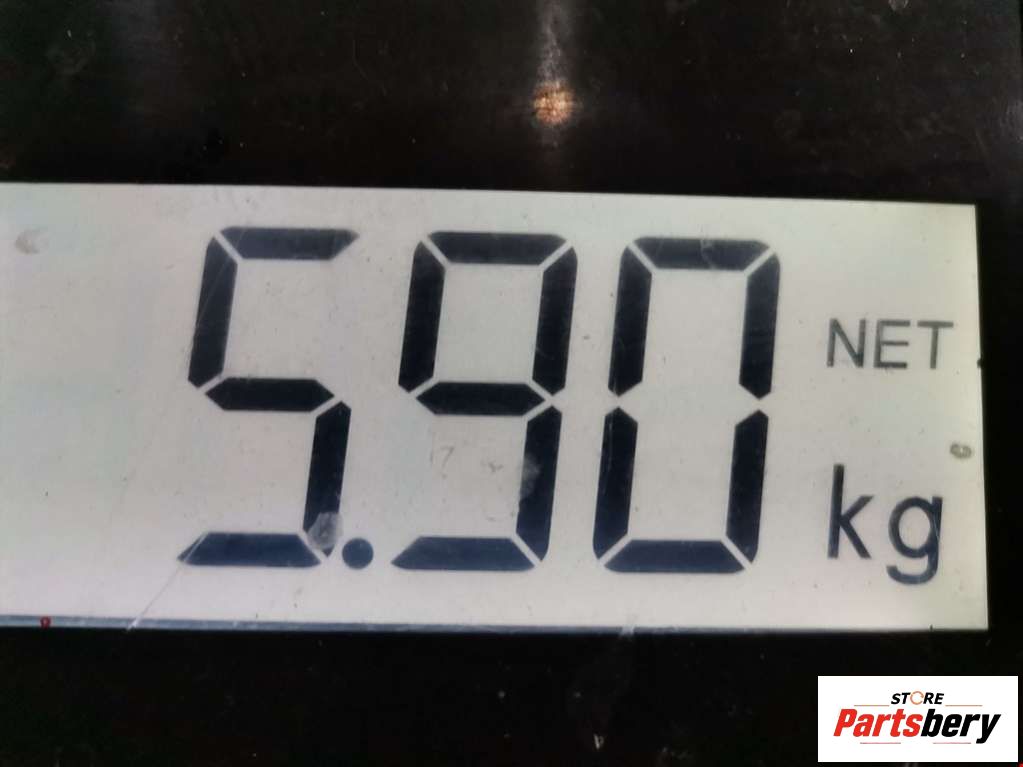 5.90
NET
kg
STORE
Partsbery